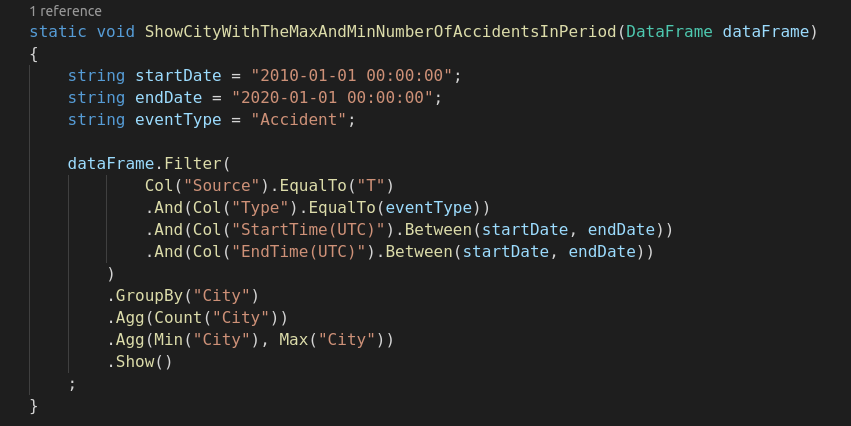 1 reference
static void ShowCityWithTheMaxAndMinNumberOfAccidentsInPeriod(DataFrame dataFrame)
{
    string startDate = "2010-01-01 00:00:00";
    string endDate = "2020-01-01 00:00:00";
    string eventType = "Accident";

    dataFrame.Filter(
            Col("Source").EqualTo("T")
            .And(Col("Type").EqualTo(eventType))
            .And(Col("StartTime(UTC)").Between(startDate, endDate))
            .And(Col("EndTime(UTC)").Between(startDate, endDate))
        )
        .GroupBy("City")
        .Agg(Count("City"))
        .Agg(Min("City"), Max("City"))
        .Show()
    ;
}